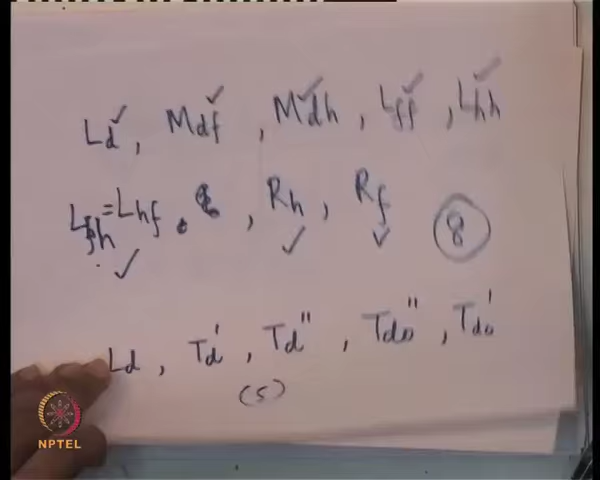 Ld ✓, Mdf ✓, Mdh ✓, Lff ✓, Lhh ✓
Lfh = Lhf ✓, Rh ✓, Rf ✓ (8)
Ld, Td', Td", Tdo", Tdo'
(5)
NPTEL